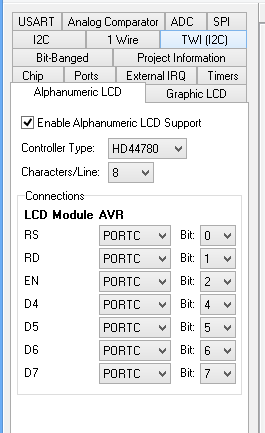 USART Analog Comparator ADC SPI
I2C 1 Wire TWI (I2C)
Bit-Banged Project Information
Chip Ports External IRQ Timers
Alphanumeric LCD Graphic LCD
Enable Alphanumeric LCD Support
Controller Type: HD44780
Characters/Line: 8
Connections
LCD Module AVR
RS PORTC Bit: 0
RD PORTC Bit: 1
EN PORTC Bit: 2
D4 PORTC Bit: 4
D5 PORTC Bit: 5
D6 PORTC Bit: 6
D7 PORTC Bit: 7